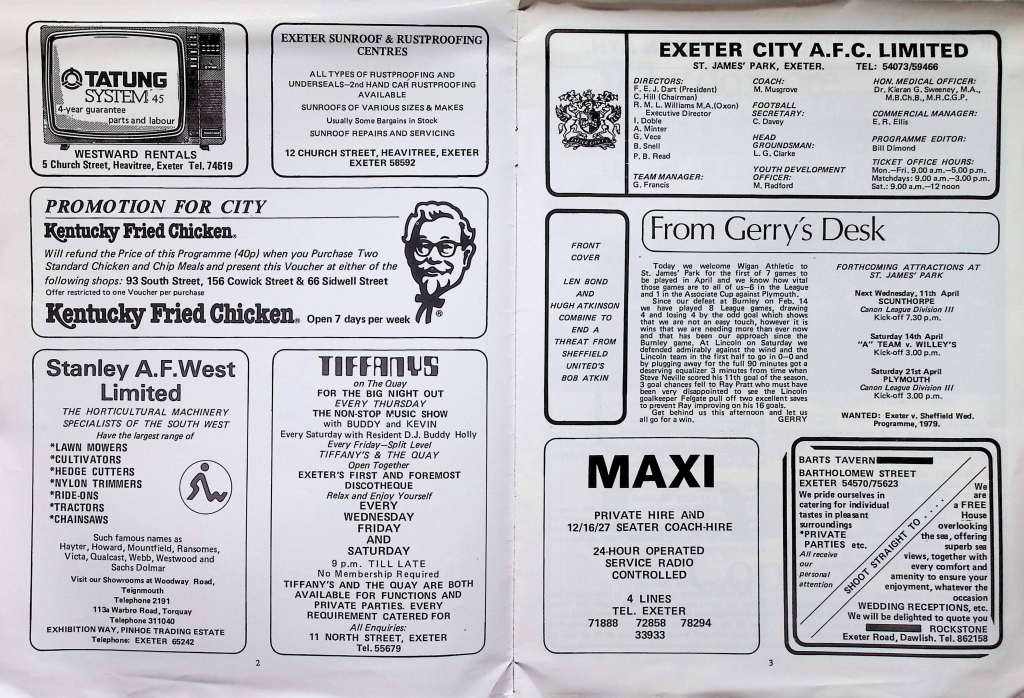 TATUNG
SYSTEM 45
4-year guarantee
parts and labour
WESTWARD RENTALS
5 Church Street, Heavitree, Exeter Tel. 74619
EXETER SUNROOF & RUSTPROOFING
CENTRES
ALL TYPES OF RUSTPROOFING AND
UNDERSEALS—2nd HAND CAR RUSTPROOFING
AVAILABLE
SUNROOFS OF VARIOUS SIZES & MAKES
Usually Some Bargains in Stock
SUNROOF REPAIRS AND SERVICING
12 CHURCH STREET, HEAVITREE, EXETER
EXETER 58592
PROMOTION FOR CITY
Kentucky Fried Chicken®
Will refund the Price of this Programme (40p) when you Purchase Two
Standard Chicken and Chip Meals and present this Voucher at either of the
following shops: 93 South Street, 156 Cowick Street & 66 Sidwell Street
Offer restricted to one Voucher per purchase
Kentucky Fried Chicken® Open 7 days per week
®
Stanley A.F.West
Limited
THE HORTICULTURAL MACHINERY
SPECIALISTS OF THE SOUTH WEST
Have the largest range of
*LAWN MOWERS
*CULTIVATORS
*HEDGE CUTTERS
*NYLON TRIMMERS
*RIDE-ONS
*TRACTORS
*CHAINSAWS
Such famous names as
Hayter, Howard, Mountfield, Ransomes,
Victa, Qualcast, Webb, Westwood and
Sachs Dolmar
Visit our Showrooms at Woodway Road,
Teignmouth
Telephone 2191
113a Warbro Road, Torquay
Telephone 311040
EXHIBITION WAY, PINHOE TRADING ESTATE
Telephone: EXETER 65242
TIFFANYS
on The Quay
FOR THE BIG NIGHT OUT
EVERY THURSDAY
THE NON-STOP MUSIC SHOW
with BUDDY and KEVIN
Every Saturday with Resident D.J. Buddy Holly
Every Friday—Split Level
TIFFANY'S & THE QUAY
Open Together
EXETER'S FIRST AND FOREMOST
DISCOTHEQUE
Relax and Enjoy Yourself
EVERY
WEDNESDAY
FRIDAY
AND
SATURDAY
9 p.m. TILL LATE
No Membership Required
TIFFANY'S AND THE QUAY ARE BOTH
AVAILABLE FOR FUNCTIONS AND
PRIVATE PARTIES. EVERY
REQUIREMENT CATERED FOR
All Enquiries:
11 NORTH STREET, EXETER
Tel. 55679
2
EXETER CITY A.F.C. LIMITED
ST. JAMES' PARK, EXETER. TEL: 54073/59466
DIRECTORS:
F. E. J. Dart (President)
C. Hill (Chairman)
R. M. L. Williams M.A.(Oxon)
Executive Director
I. Doble
A. Minter
G. Vece
B. Snell
P. B. Read
TEAM MANAGER:
G. Francis
COACH:
M. Musgrove
FOOTBALL
SECRETARY:
C. Davey
HEAD
GROUNDSMAN:
L. G. Clarke
YOUTH DEVELOPMENT
OFFICER:
M. Radford
HON. MEDICAL OFFICER:
Dr. Kieran G. Sweeney, M.A.,
M.B.Ch.B., M.R.C.G.P.
COMMERCIAL MANAGER:
E. R. Ellis
PROGRAMME EDITOR:
Bill Dimond
TICKET OFFICE HOURS:
Mon.—Fri. 9.00 a.m.—5.00 p.m.
Matchdays: 9.00 a.m.—3.00 p.m.
Sat.: 9.00 a.m.—12 noon
FRONT
COVER
LEN BOND
AND
HUGH ATKINSON
COMBINE TO
END A
THREAT FROM
SHEFFIELD
UNITED'S
BOB ATKIN
From Gerry's Desk
Today we welcome Wigan Athletic to
St. James' Park for the first of 7 games to
be played in April and we know how vital
those games are to all of us—6 in the League
and 1 in the Associate Cup against Plymouth.
Since our defeat at Burnley on Feb. 14
we have played 8 League games, drawing
4 and losing 4 by the odd goal which shows
that we are not an easy touch, however it is
wins that we are needing more than ever now
and that has been our approach since the
Burnley game. At Lincoln on Saturday we
defended admirably against the wind and the
Lincoln team in the first half to go in 0—0 and
by plugging away for the full 90 minutes got a
deserving equalizer 3 minutes from time when
Steve Neville scored his 11th goal of the season.
3 goal chances fell to Ray Pratt who must have
been very disappointed to see the Lincoln
goalkeeper Felgate pull off two excellent saves
to prevent Ray improving on his 16 goals.
Get behind us this afternoon and let us
all go for a win. GERRY
FORTHCOMING ATTRACTIONS AT
ST. JAMES' PARK
Next Wednesday, 11th April
SCUNTHORPE
Canon League Division III
Kick-off 7.30 p.m.
Saturday 14th April
"A" TEAM v. WILLEY'S
Kick-off 3.00 p.m.
Saturday 21st April
PLYMOUTH
Canon League Division III
Kick-off 3.00 p.m.
WANTED: Exeter v. Sheffield Wed.
Programme, 1979.
MAXI
PRIVATE HIRE AND
12/16/27 SEATER COACH-HIRE
24-HOUR OPERATED
SERVICE RADIO
CONTROLLED
4 LINES
TEL. EXETER
71888 72858 78294
33933
BARTS TAVERN
BARTHOLOMEW STREET
EXETER 54570/75623
We pride ourselves in
catering for individual
tastes in pleasant
surroundings
*PRIVATE
PARTIES etc.
All receive
our
personal
attention
SHOOT STRAIGHT TO . . . .
We
are
a FREE
House
overlooking
the sea, offering
superb sea
views, together with
every comfort and
amenity to ensure your
enjoyment, whatever the
occasion
WEDDING RECEPTIONS, etc.
We will be delighted to quote you
ROCKSTONE
Exeter Road, Dawlish. Tel. 862158
3